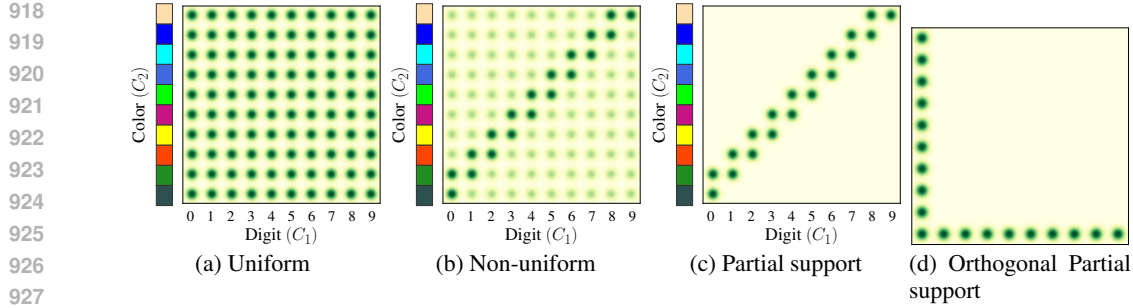 918
919
920
921
922
923
924
925
926
927
Color (C₂)
0 1 2 3 4 5 6 7 8 9
Digit (C₁)
(a) Uniform
Color (C₂)
0 1 2 3 4 5 6 7 8 9
Digit (C₁)
(b) Non-uniform
Color (C₂)
0 1 2 3 4 5 6 7 8 9
Digit (C₁)
(c) Partial support
(d) Orthogonal Partial
support